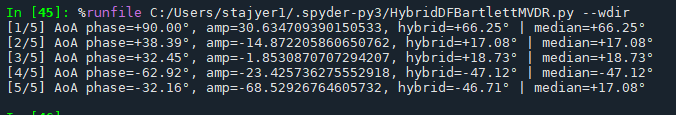 In [45]: %runfile C:/Users/stajyer1/.spyder-py3/HybridDFBartlettMVDR.py --wdir
[1/5] AoA phase=+90.00°, amp=30.634709390150533, hybrid=+66.25° | median=+66.25°
[2/5] AoA phase=+38.39°, amp=-14.872205860650762, hybrid=+17.08° | median=+17.08°
[3/5] AoA phase=+32.45°, amp=-1.8530870707294207, hybrid=+18.73° | median=+18.73°
[4/5] AoA phase=-62.92°, amp=-23.425736275552918, hybrid=-47.12° | median=-47.12°
[5/5] AoA phase=-32.16°, amp=-68.52926764605732, hybrid=-46.71° | median=+17.08°